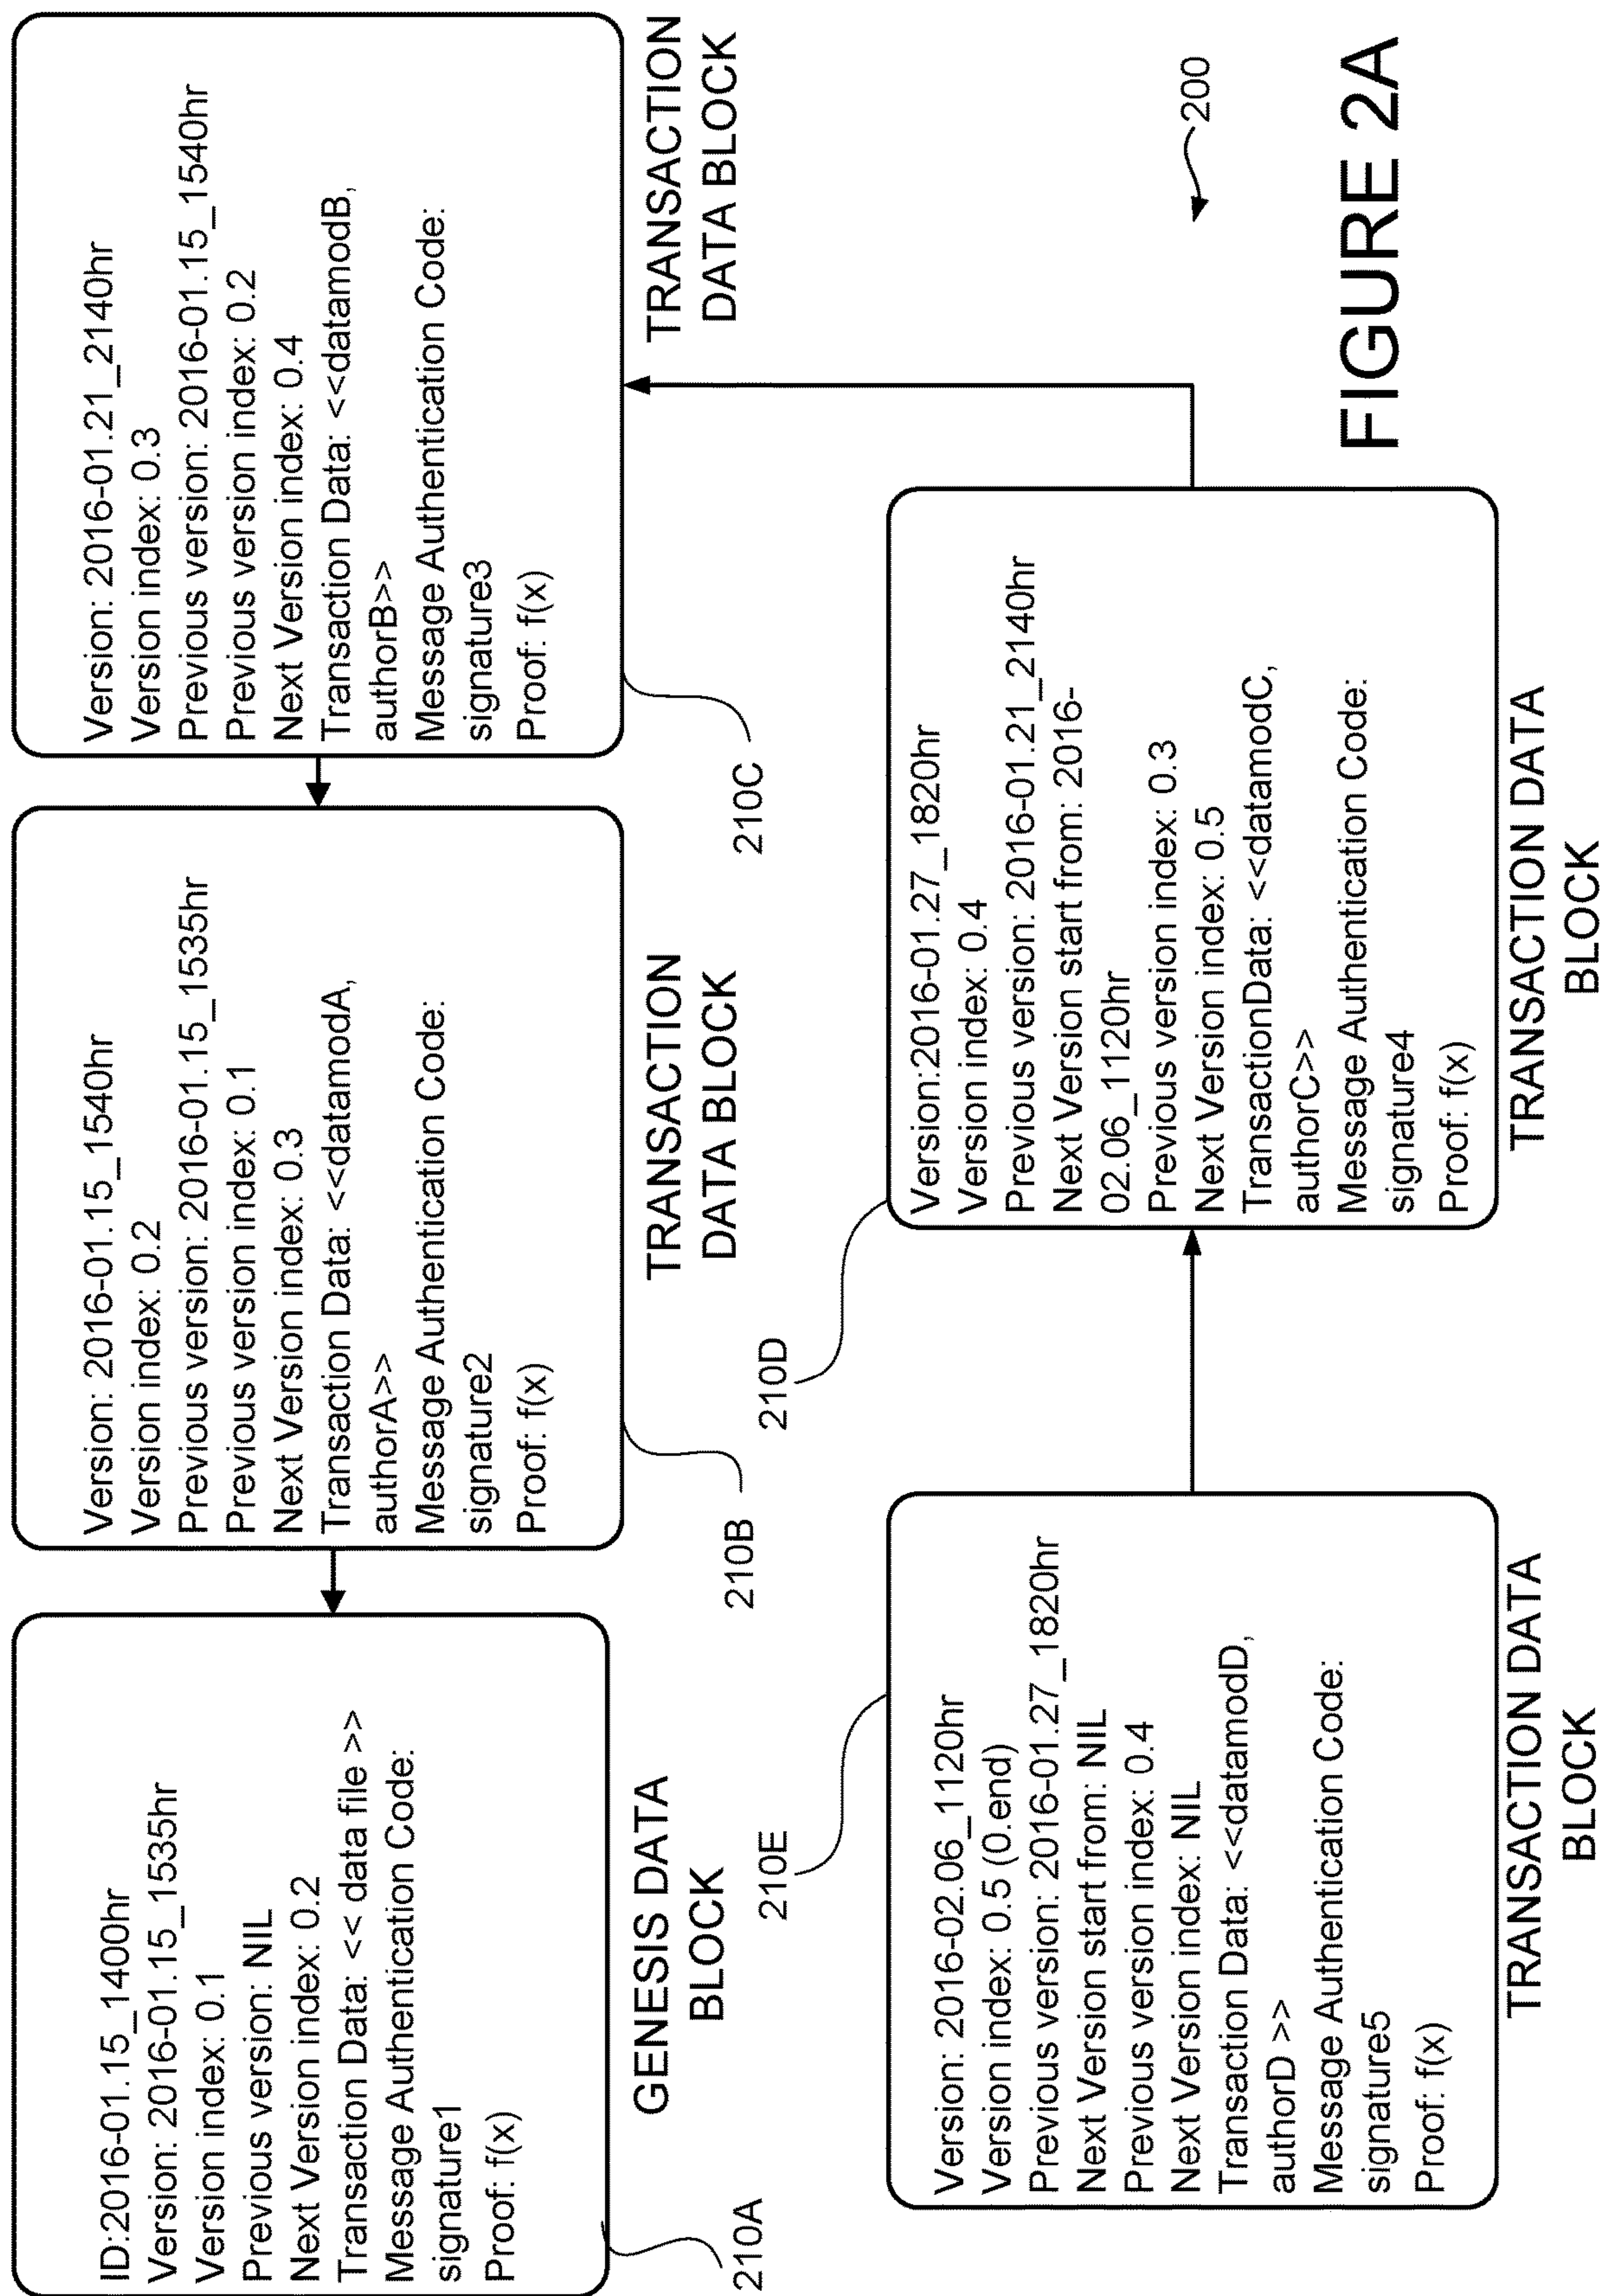 ID:2016-01.15_1400hr
Version: 2016-01.15_1535hr
Version index: 0.1
Previous version: NIL
Next Version index: 0.2
Transaction Data: << data file >>
Message Authentication Code:
signature1
Proof: f(x)
GENESIS DATA
BLOCK
210A
Version: 2016-01.15_1540hr
Version index: 0.2
Previous version: 2016-01.15_1535hr
Previous version index: 0.1
Next Version index: 0.3
Transaction Data: <<datamodA,
authorA>>
Message Authentication Code:
signature2
Proof: f(x)
TRANSACTION
DATA BLOCK
210B
Version: 2016-01.21_2140hr
Version index: 0.3
Previous version: 2016-01.15_1540hr
Previous version index: 0.2
Next Version index: 0.4
Transaction Data: <<datamodB,
authorB>>
Message Authentication Code:
signature3
Proof: f(x)
TRANSACTION
DATA BLOCK
210C
210E
Version: 2016-02.06_1120hr
Version index: 0.5 (0.end)
Previous version: 2016-01.27_1820hr
Next Version start from: NIL
Previous version index: 0.4
Next Version index: NIL
Transaction Data: <<datamodD,
authorD >>
Message Authentication Code:
signature5
Proof: f(x)
TRANSACTION DATA
BLOCK
210D
Version:2016-01.27_1820hr
Version index: 0.4
Previous version: 2016-01.21_2140hr
Next Version start from: 2016-
02.06_1120hr
Previous version index: 0.3
Next Version index: 0.5
TransactionData: <<datamodC,
authorC>>
Message Authentication Code:
signature4
Proof: f(x)
TRANSACTION DATA
BLOCK
200
FIGURE 2A